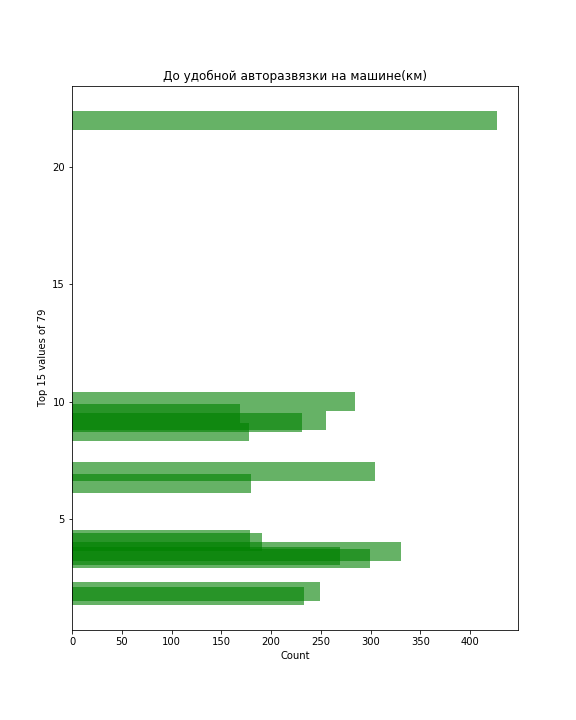 До удобной авторазвязки на машине(км)
20
15
10
5
Top 15 values of 79
0 50 100 150 200 250 300 350 400
Count